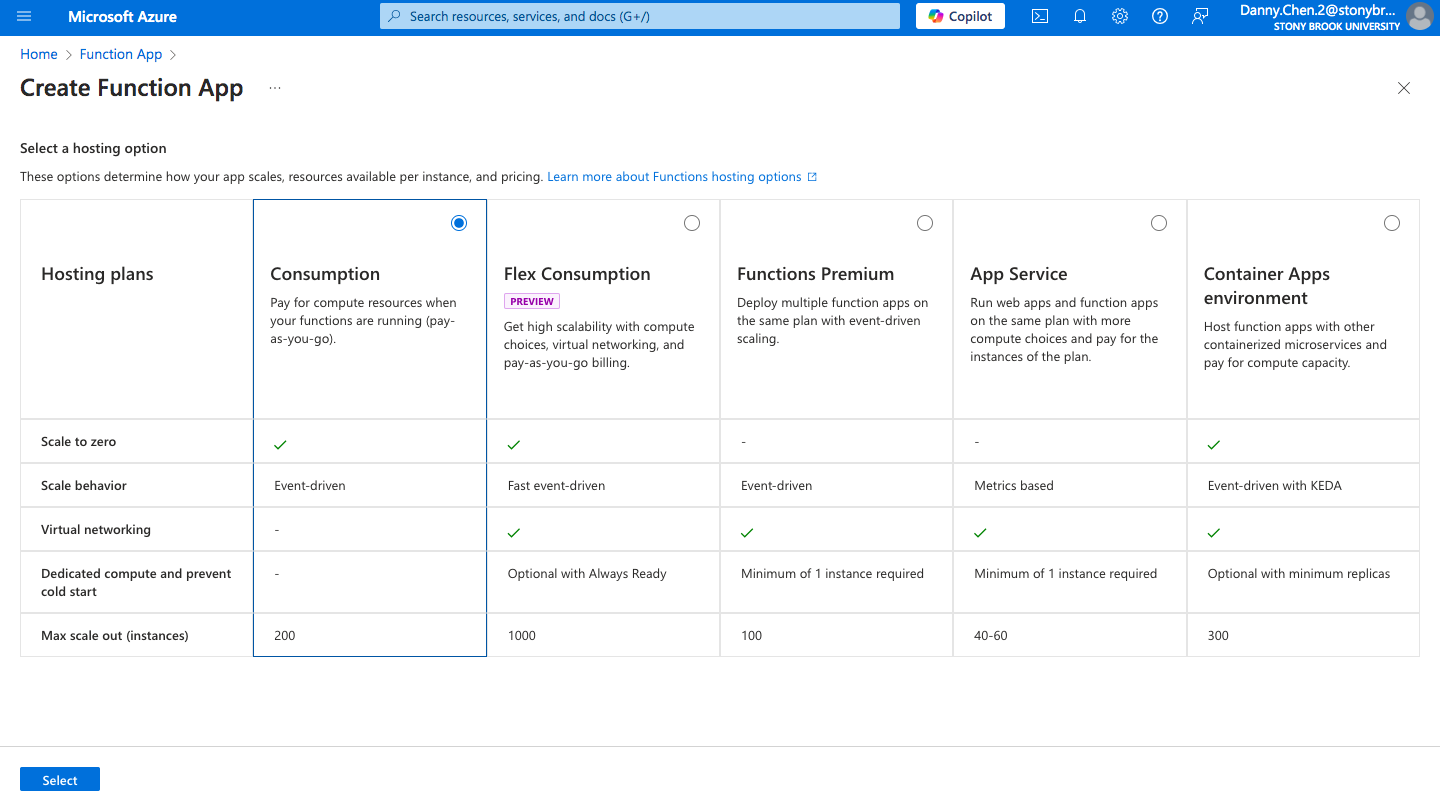 Microsoft Azure
Search resources, services, and docs (G+/)
Copilot
Danny.Chen.2@stonybr...
STONY BROOK UNIVERSITY
Home > Function App >
Create Function App ...
Select a hosting option
These options determine how your app scales, resources available per instance, and pricing. Learn more about Functions hosting options
Hosting plans
Consumption
Pay for compute resources when
your functions are running (pay-
as-you-go).
Flex Consumption
PREVIEW
Get high scalability with compute
choices, virtual networking, and
pay-as-you-go billing.
Functions Premium
Deploy multiple function apps on
the same plan with event-driven
scaling.
App Service
Run web apps and function apps
on the same plan with more
compute choices and pay for the
instances of the plan.
Container Apps
environment
Host function apps with other
containerized microservices and
pay for compute capacity.
Scale to zero ✓ ✓ - - ✓
Scale behavior Event-driven Fast event-driven Event-driven Metrics based Event-driven with KEDA
Virtual networking - ✓ ✓ ✓ ✓
Dedicated compute and prevent
cold start
- Optional with Always Ready Minimum of 1 instance required Minimum of 1 instance required Optional with minimum replicas
Max scale out (instances) 200 1000 100 40-60 300
Select